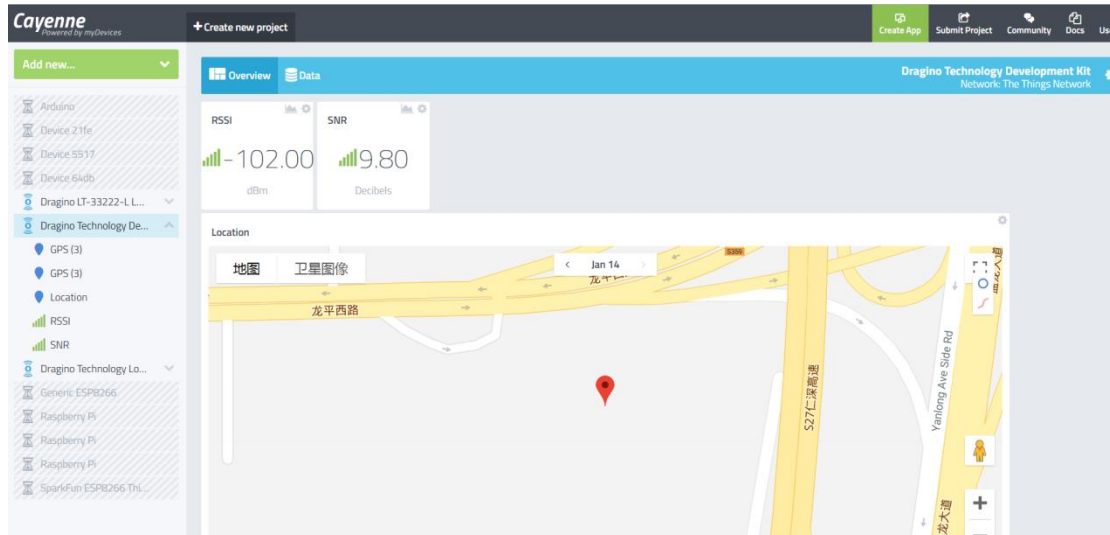 Cayenne
Powered by myDevices
+ Create new project
Create App
Submit Project
Community
Docs
Add new...
Overview
Data
Dragino Technology Development Kit
Network: The Things Network
Arduino
Device 21fe
Device 5517
Device 64db
Dragino LT-33222-L L...
Dragino Technology De...
GPS (3)
GPS (3)
Location
RSSI
SNR
Dragino Technology Lo...
Generic ESP8266
Raspberry Pi
Raspberry Pi
Raspberry Pi
SparkFun ESP8266 Thi...
RSSI
-102.00
dBm
SNR
9.80
Decibels
Location
地图
卫星图像
< Jan 14 >
S359
龙平西路
S27仁深高速
Yanlong Ave Side Rd
龙大道
+